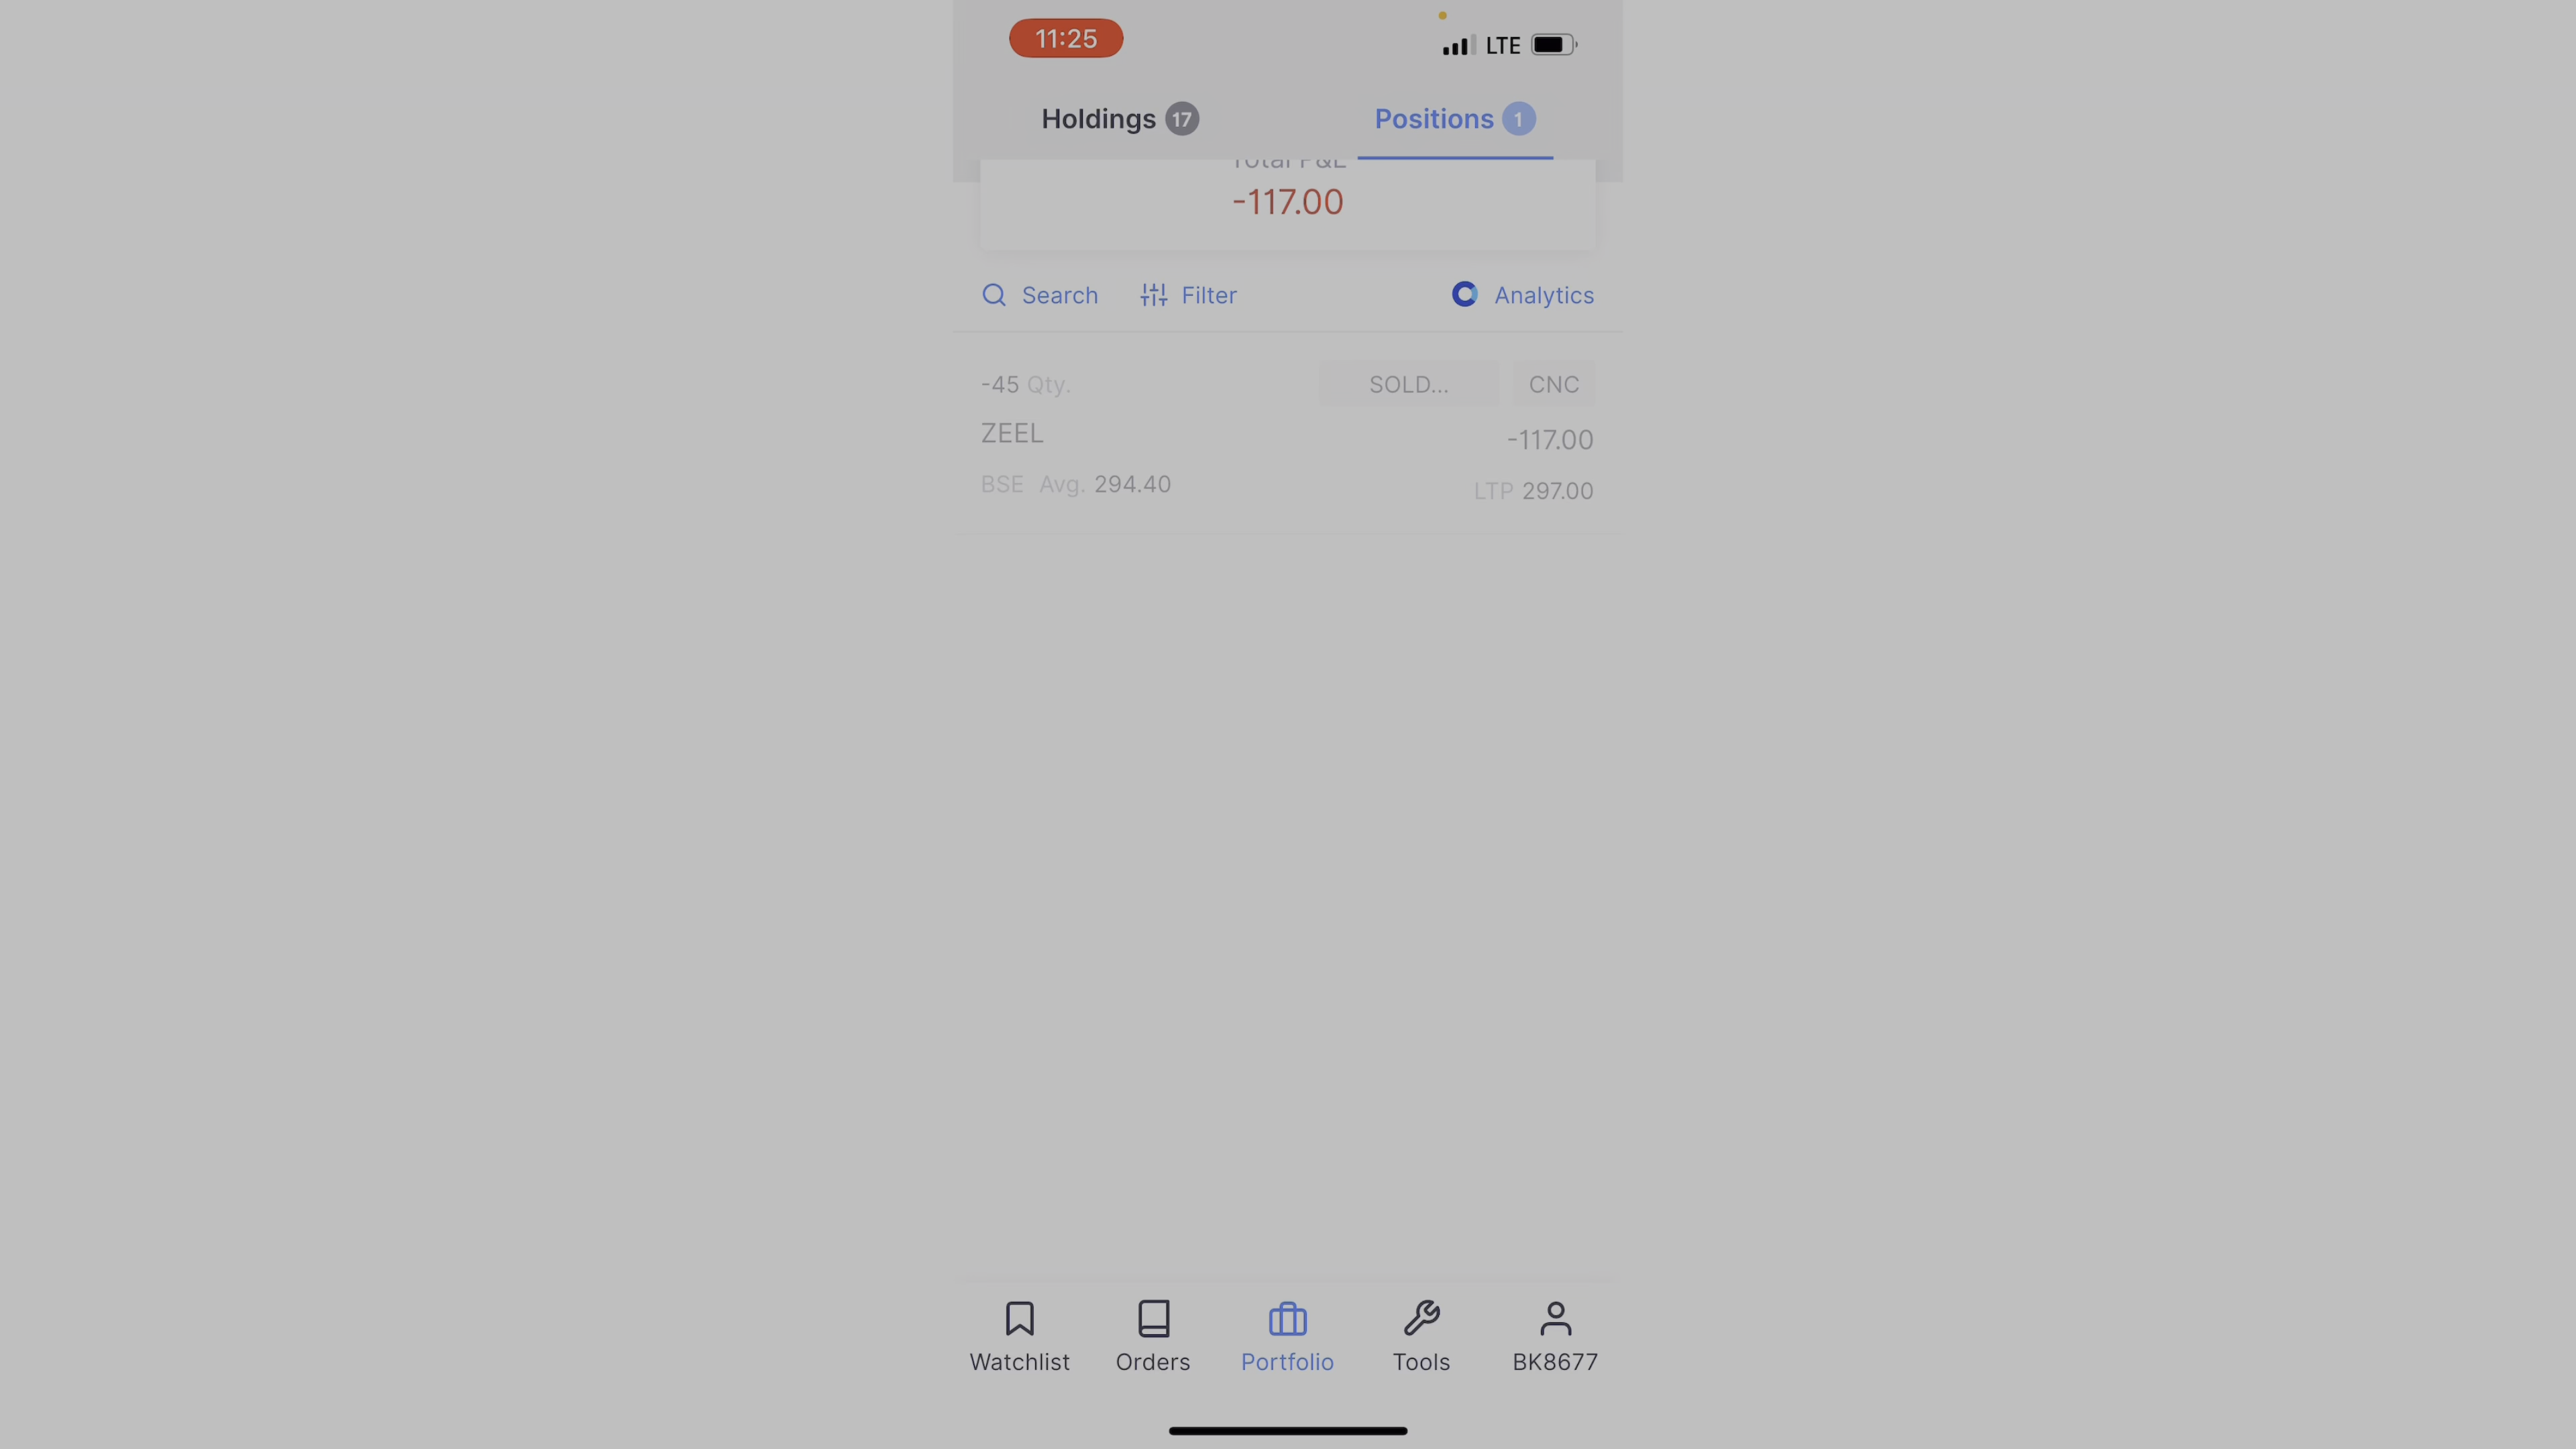 11:25 LTE
Holdings 17 Positions 1
Total P&L
-117.00
Search Filter Analytics
-45 Qty. SOLD... CNC
ZEEL -117.00
BSE Avg. 294.40 LTP 297.00
Watchlist Orders Portfolio Tools BK8677